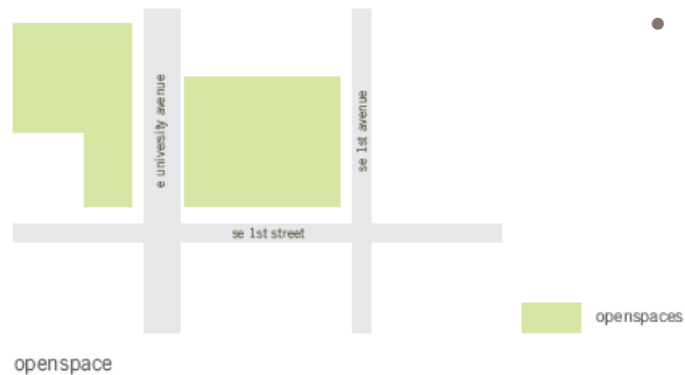 e university avenue
se 1st avenue
se 1st street
openspaces
openspace